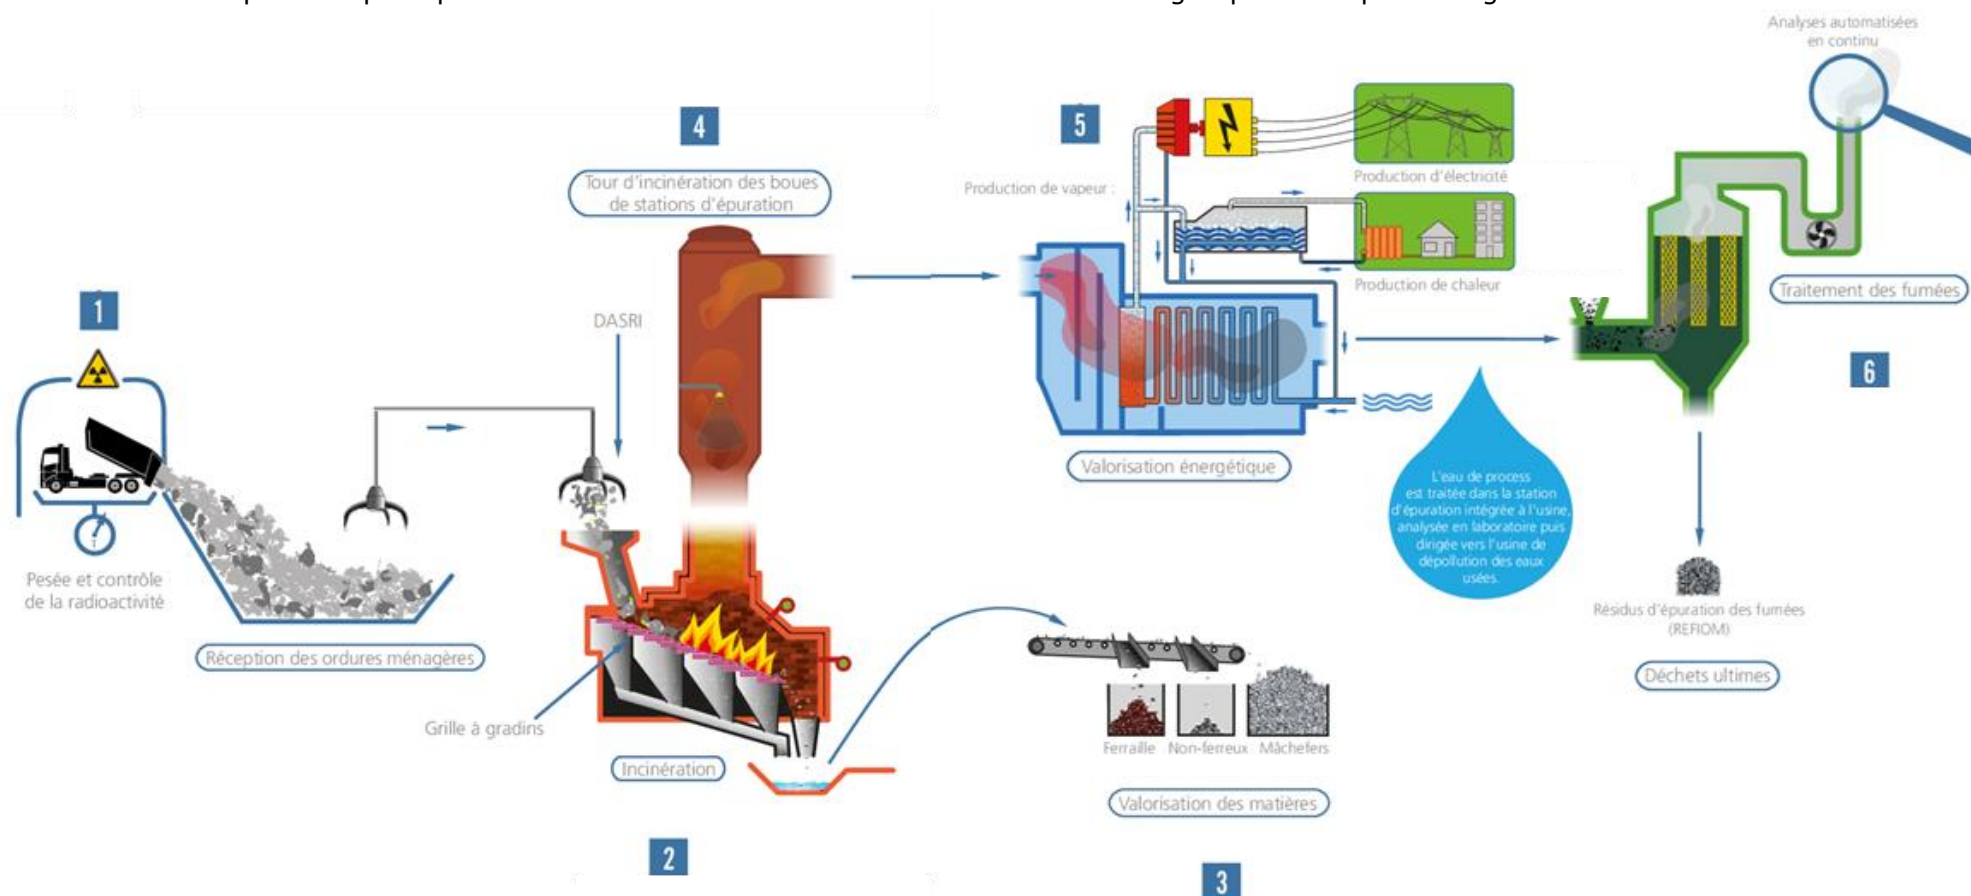 Analyses automatisées
en continu
4
5
Tour d'incinération des boues
de stations d'épuration
Production de vapeur :
Production d'électricité
Production de chaleur
Traitement des fumées
1
DASRI
6
Valorisation énergétique
L'eau de process
est traitée dans la station
d'épuration intégrée à l'usine,
analysée en laboratoire puis
dirigée vers l'usine de
dépollution des eaux
usées.
Pesée et contrôle
de la radioactivité
Réception des ordures ménagères
Résidus d'épuration des fumées
(REFIOM)
Déchets ultimes
Grille à gradins
Incinération
Ferraille
Non-ferreux
Mâchefers
Valorisation des matières
2
3